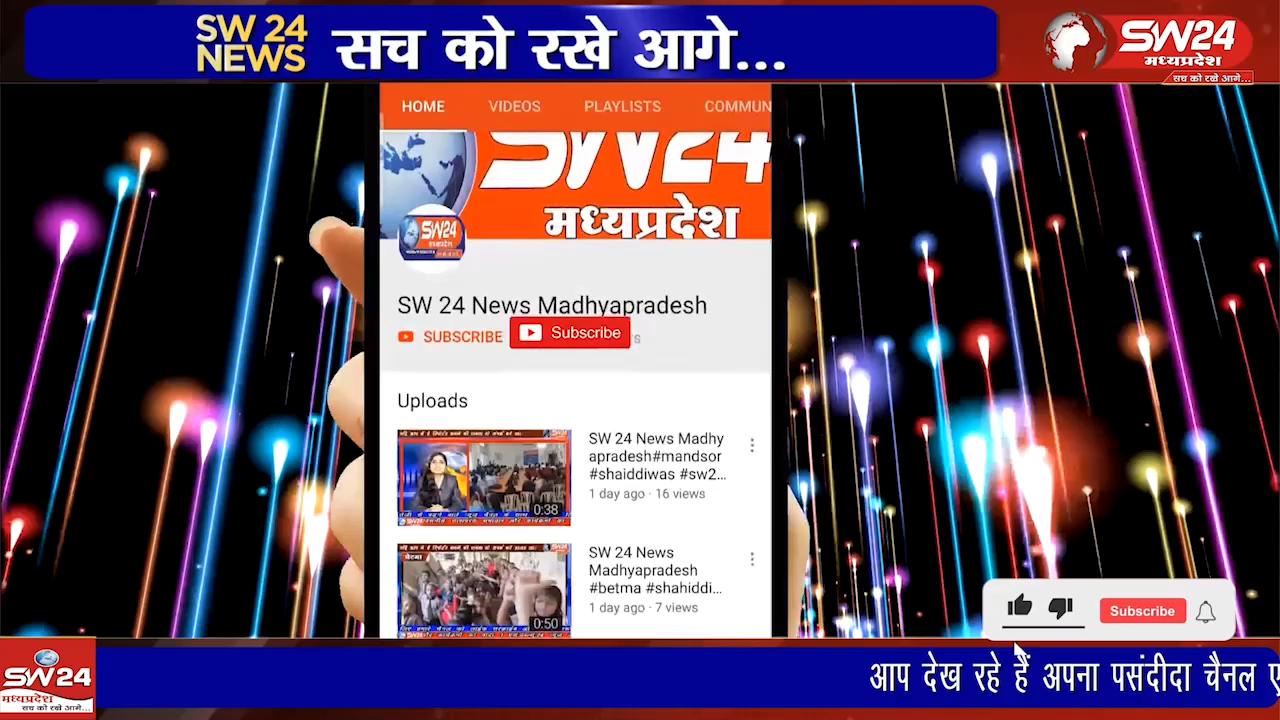 SW 24
NEWS
सच को रखे आगे...
SW24
मध्यप्रदेश
सच को रखे आगे...
HOME VIDEOS PLAYLISTS COMMUN
SW24
मध्यप्रदेश
SW24
SW 24 News Madhyapradesh
SUBSCRIBE
Subscribe
Uploads
SW 24 News Madhy
apradesh#mandsor
#shaiddiwas #sw2...
1 day ago · 16 views
0:38
SW 24 News
Madhyapradesh
#betma #shahiddi...
1 day ago · 7 views
बेटमा
0:50
Subscribe
SW24
मध्यप्रदेश
सच को रखे आगे...
आप देख रहे हैं अपना पसंदीदा चैनल